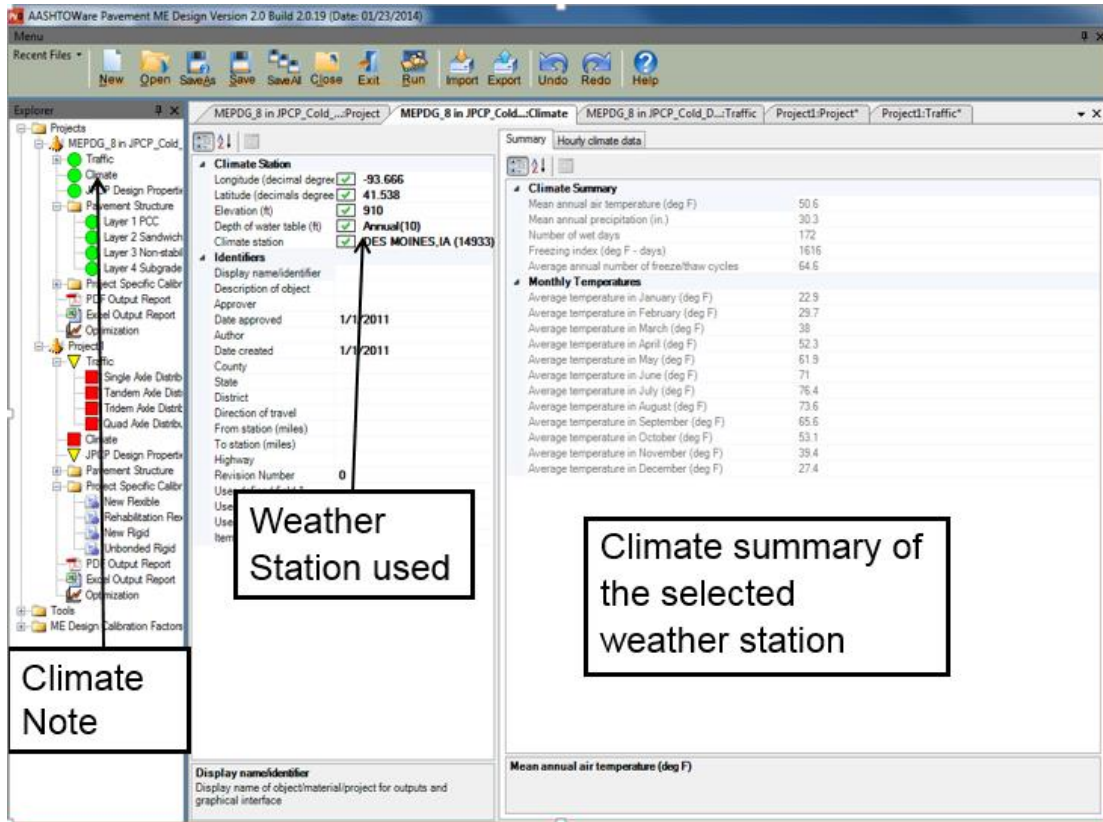 AASHTOWare Pavement ME Design Version 2.0 Build 2.0.19 (Date: 01/23/2014)
Menu
Recent Files
New Open SaveAs Save SaveAll Close Exit Run Import Export Undo Redo Help
Explorer
Projects
MEPDG_8 in JPCP_Cold_
Traffic
Climate
JPCP Design Propertie
Pavement Structure
Layer 1 PCC
Layer 2 Sandwich
Layer 3 Non-stabil
Layer 4 Subgrade
Project Specific Calibr
PDF Output Report
Excel Output Report
Optimization
Project1
Traffic
Single Axle Distrib
Tandem Axle Distr
Tridem Axle Distrib
Quad Axle Distribu
Climate
JPCP Design Propertie
Pavement Structure
Project Specific Calibr
New Flexible
Rehabilitation Flex
New Rigid
Unbonded Rigid
PDF Output Report
Excel Output Report
Optimization
Tools
ME Design Calibration Factors
Climate
Note
MEPDG_8 in JPCP_Cold_...:Project MEPDG_8 in JPCP_Cold...:Climate MEPDG_8 in JPCP_Cold_D...:Traffic Project1:Project* Project1:Traffic*
Climate Station
Longitude (decimal degree -93.666
Latitude (decimals degree 41.538
Elevation (ft) 910
Depth of water table (ft) Annual(10)
Climate station DES MOINES,IA (14933)
Identifiers
Display name/identifier
Description of object
Approver
Date approved 1/1/2011
Author
Date created 1/1/2011
County
State
District
Direction of travel
From station (miles)
To station (miles)
Highway
Revision Number 0
Weather
Station used
Display name/identifier
Display name of object/material/project for outputs and
graphical interface
Summary Hourly climate data
Climate Summary
Mean annual air temperature (deg F) 50.6
Mean annual precipitation (in.) 30.3
Number of wet days 172
Freezing index (deg F - days) 1616
Average annual number of freeze/thaw cycles 64.6
Monthly Temperatures
Average temperature in January (deg F) 22.9
Average temperature in February (deg F) 29.7
Average temperature in March (deg F) 38
Average temperature in April (deg F) 52.3
Average temperature in May (deg F) 61.9
Average temperature in June (deg F) 71
Average temperature in July (deg F) 76.4
Average temperature in August (deg F) 73.6
Average temperature in September (deg F) 65.6
Average temperature in October (deg F) 53.1
Average temperature in November (deg F) 39.4
Average temperature in December (deg F) 27.4
Climate summary of
the selected
weather station
Mean annual air temperature (deg F)